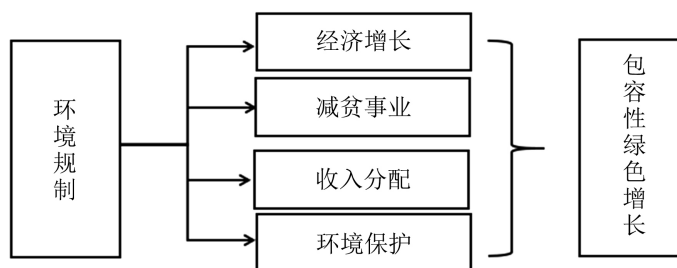 环境规制
经济增长
减贫事业
收入分配
环境保护
包容性绿色增长